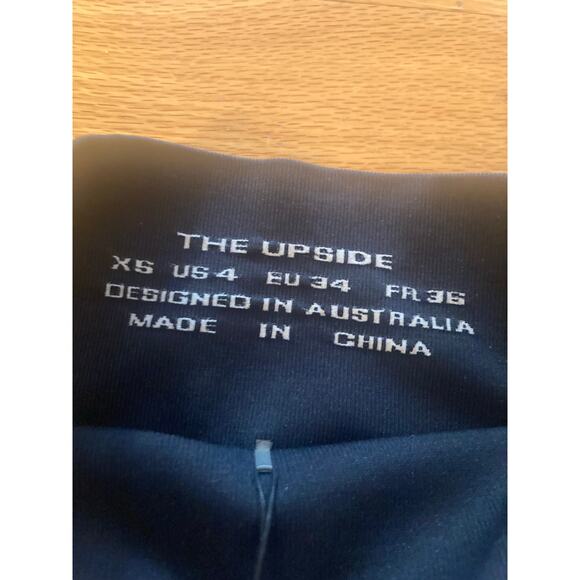 THE UPSIDE
XS US 4 EU 34 FR 36
DESIGNED IN AUSTRALIA
MADE IN CHINA